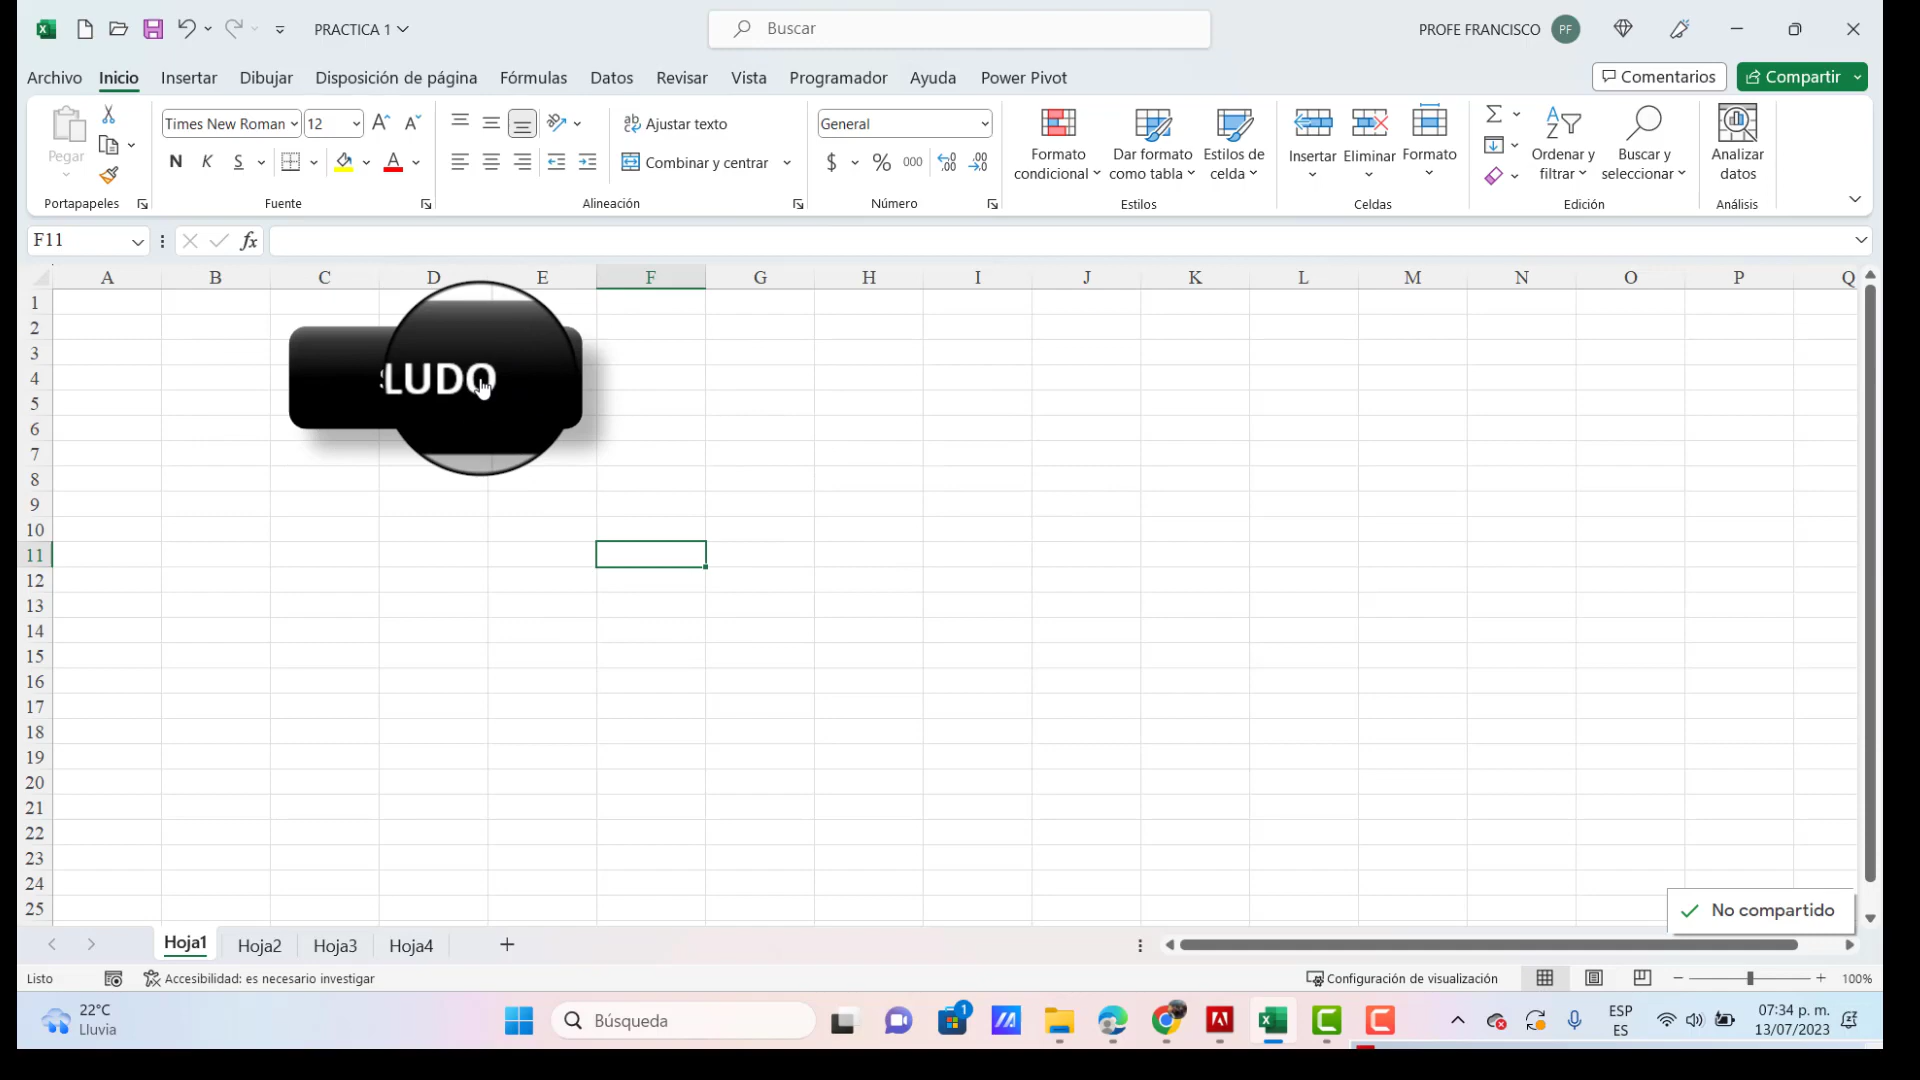 PRACTICA 1
Buscar
PROFE FRANCISCO
PF
Archivo
Inicio
Insertar
Dibujar
Disposición de página
Fórmulas
Datos
Revisar
Vista
Programador
Ayuda
Power Pivot
Comentarios
Compartir
Pegar
Portapapeles
Times New Roman
12
N
K
S
Fuente
Ajustar texto
Combinar y centrar
Alineación
General
$
%
000
Número
Formato
condicional
Dar formato
como tabla
Estilos de
celda
Estilos
Insertar
Eliminar
Formato
Celdas
Ordenar y
filtrar
Buscar y
seleccionar
Edición
Analizar
datos
Análisis
F11
fx
A B C D E F G H I J K L M N O P Q
1
2
3
4
LUDO
5
6
7
8
9
10
11
12
13
14
15
16
17
18
19
20
21
22
23
24
25
No compartido
Hoja1
Hoja2
Hoja3
Hoja4
Listo
Accesibilidad: es necesario investigar
Configuración de visualización
100%
22°C
Lluvia
Búsqueda
1
ESP
ES
07:34 p. m.
13/07/2023